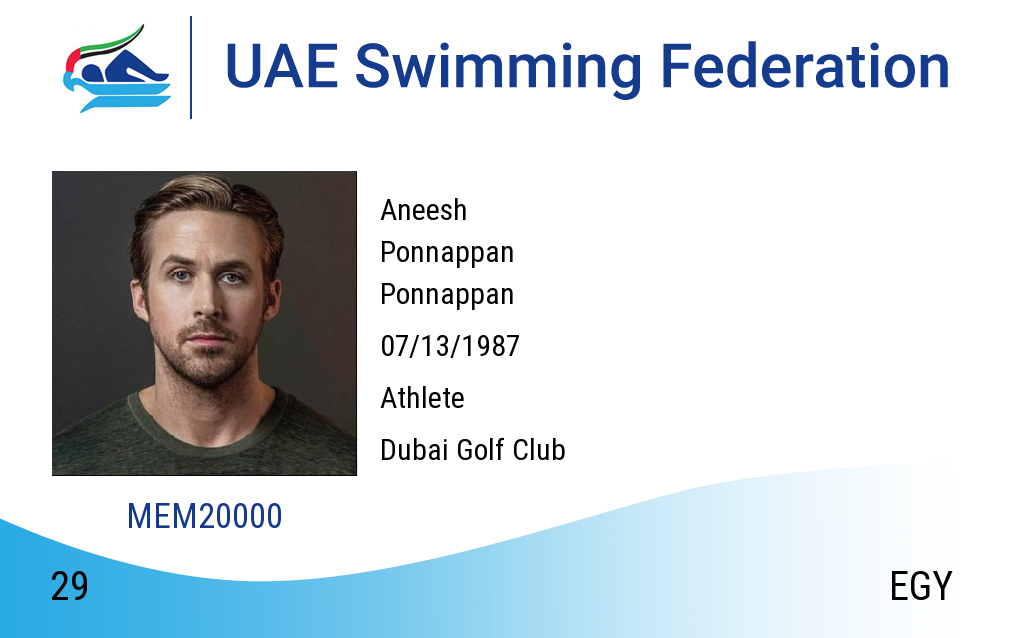 UAE Swimming Federation
Aneesh
Ponnappan
Ponnappan
07/13/1987
Athlete
Dubai Golf Club
MEM20000
29
EGY